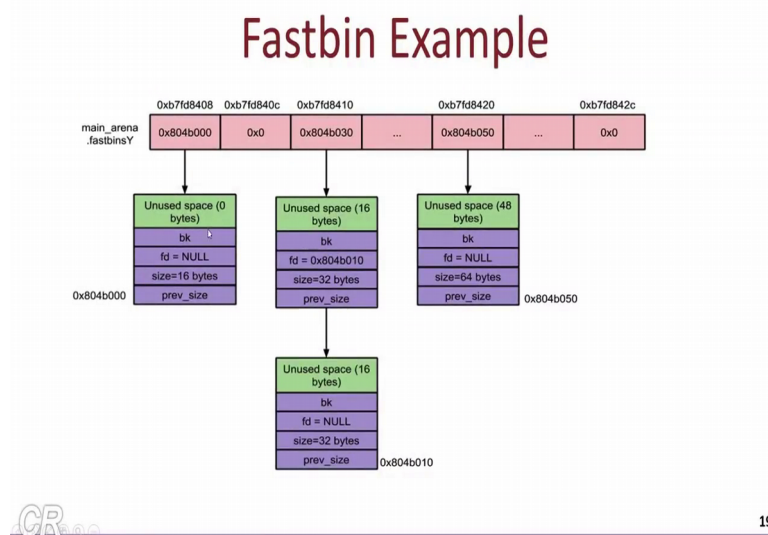 Fastbin Example
0xb7fd8408 0xb7fd840c 0xb7fd8410 0xb7fd8420 0xb7fd842c
main_arena
.fastbinsY
0x804b000 0x0 0x804b030 ... 0x804b050 ... 0x0
Unused space (0
bytes)
bk
fd = NULL
size=16 bytes
prev_size
0x804b000
Unused space (16
bytes)
bk
fd = 0x804b010
size=32 bytes
prev_size
Unused space (48
bytes)
bk
fd = NULL
size=64 bytes
prev_size
0x804b050
Unused space (16
bytes)
bk
fd = NULL
size=32 bytes
prev_size
0x804b010
CR